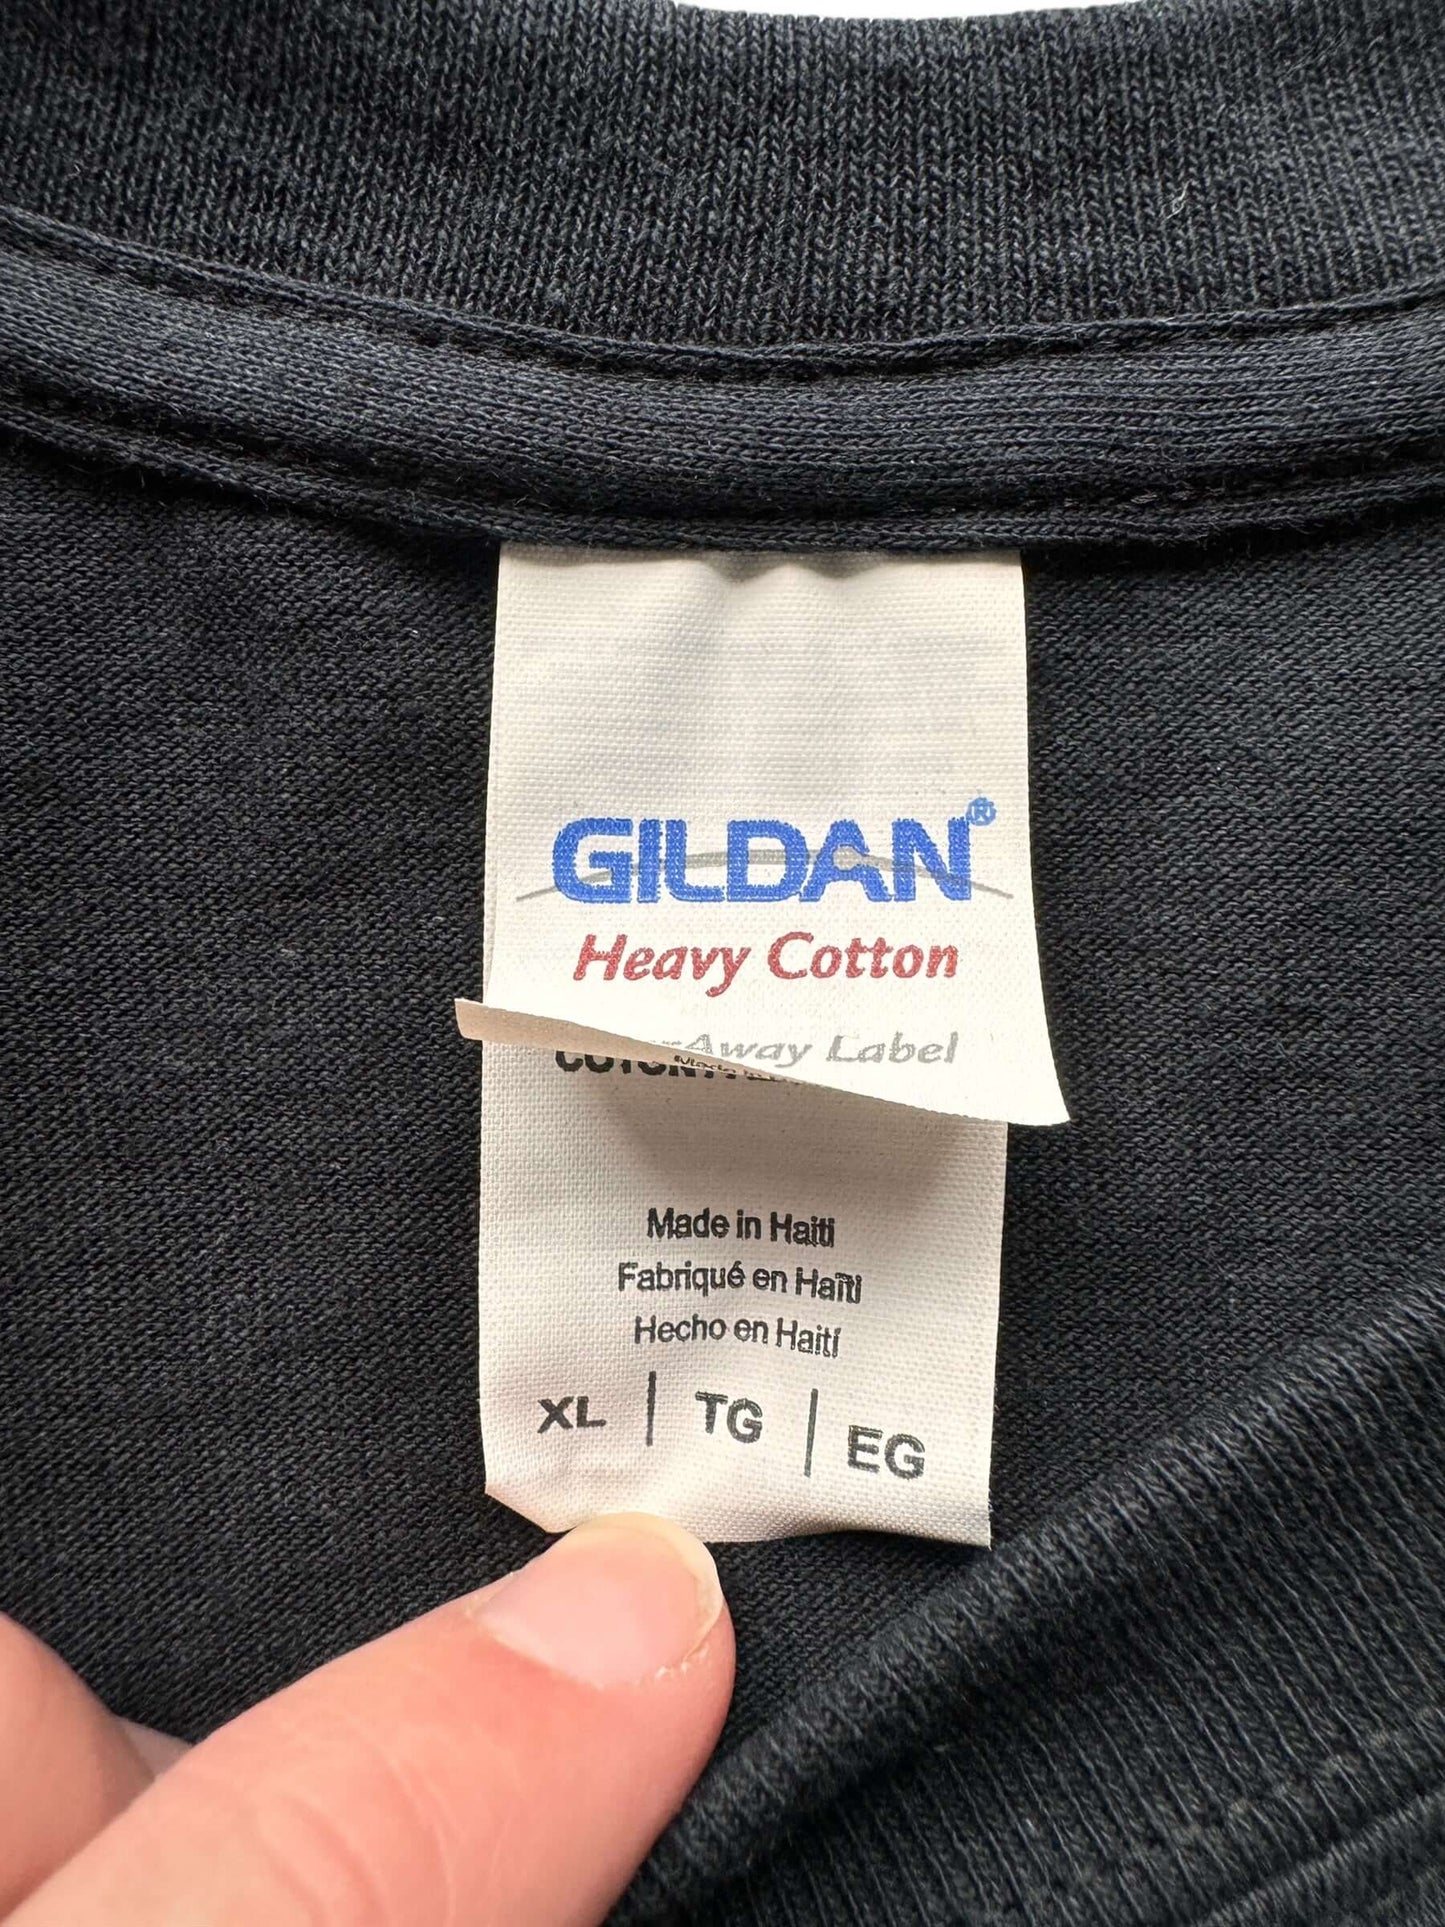 GILDAN®
Heavy Cotton
Away Label
Made in Haiti
Fabriqué en Haïti
Hecho en Haití
XL | TG | EG